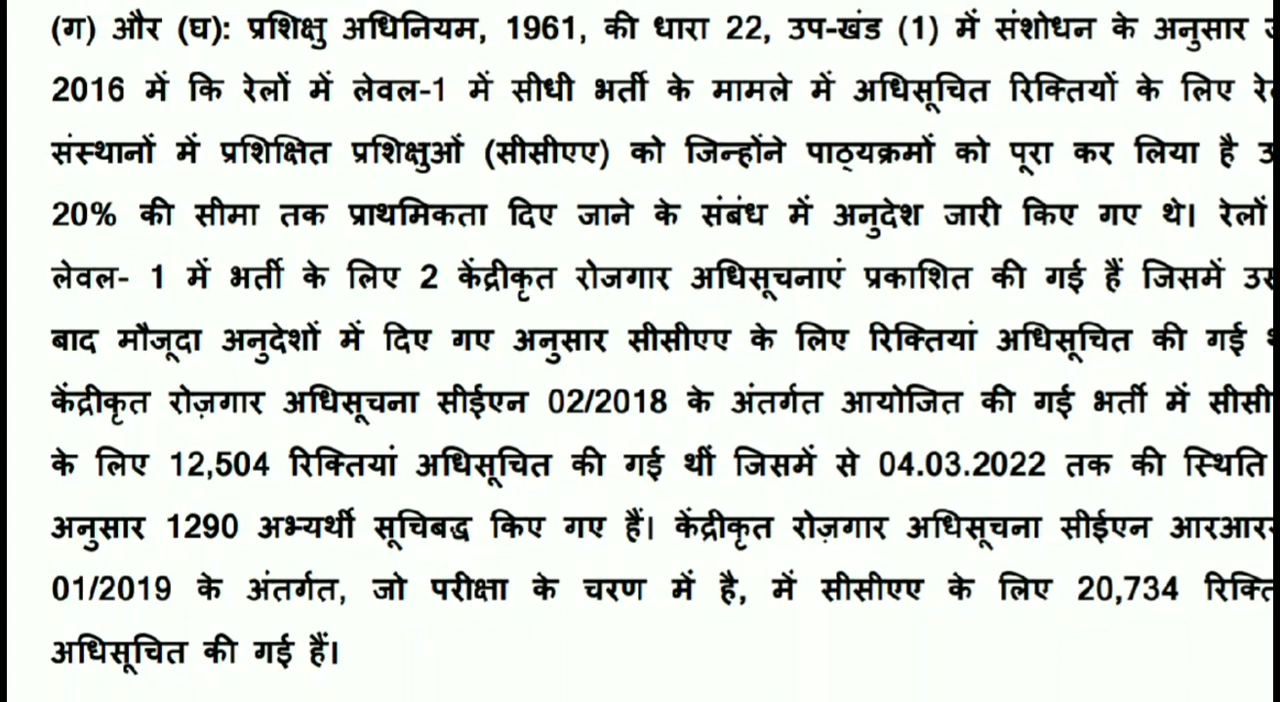 (ग) और (घ): प्रशिक्षु अधिनियम, 1961, की धारा 22, उप-खंड (1) में संशोधन के अनुसार
2016 में कि रेलों में लेवल-1 में सीधी भर्ती के मामले में अधिसूचित रिक्तियों के लिए
संस्थानों में प्रशिक्षित प्रशिक्षुओं (सीसीएए) को जिन्होंने पाठ्यक्रमों को पूरा कर लिया है
20% की सीमा तक प्राथमिकता दिए जाने के संबंध में अनुदेश जारी किए गए थे। रेलों
लेवल- 1 में भर्ती के लिए 2 केंद्रीकृत रोजगार अधिसूचनाएं प्रकाशित की गई हैं जिसमें
बाद मौजूदा अनुदेशों में दिए गए अनुसार सीसीएए के लिए रिक्तियां अधिसूचित की गई
केंद्रीकृत रोज़गार अधिसूचना सीईएन 02/2018 के अंतर्गत आयोजित की गई भर्ती में सीसी
के लिए 12,504 रिक्तियां अधिसूचित की गई थीं जिसमें से 04.03.2022 तक की स्थिति
अनुसार 1290 अभ्यर्थी सूचिबद्ध किए गए हैं। केंद्रीकृत रोज़गार अधिसूचना सीईएन आरआर
01/2019 के अंतर्गत, जो परीक्षा के चरण में है, में सीसीएए के लिए 20,734
अधिसूचित की गई हैं।